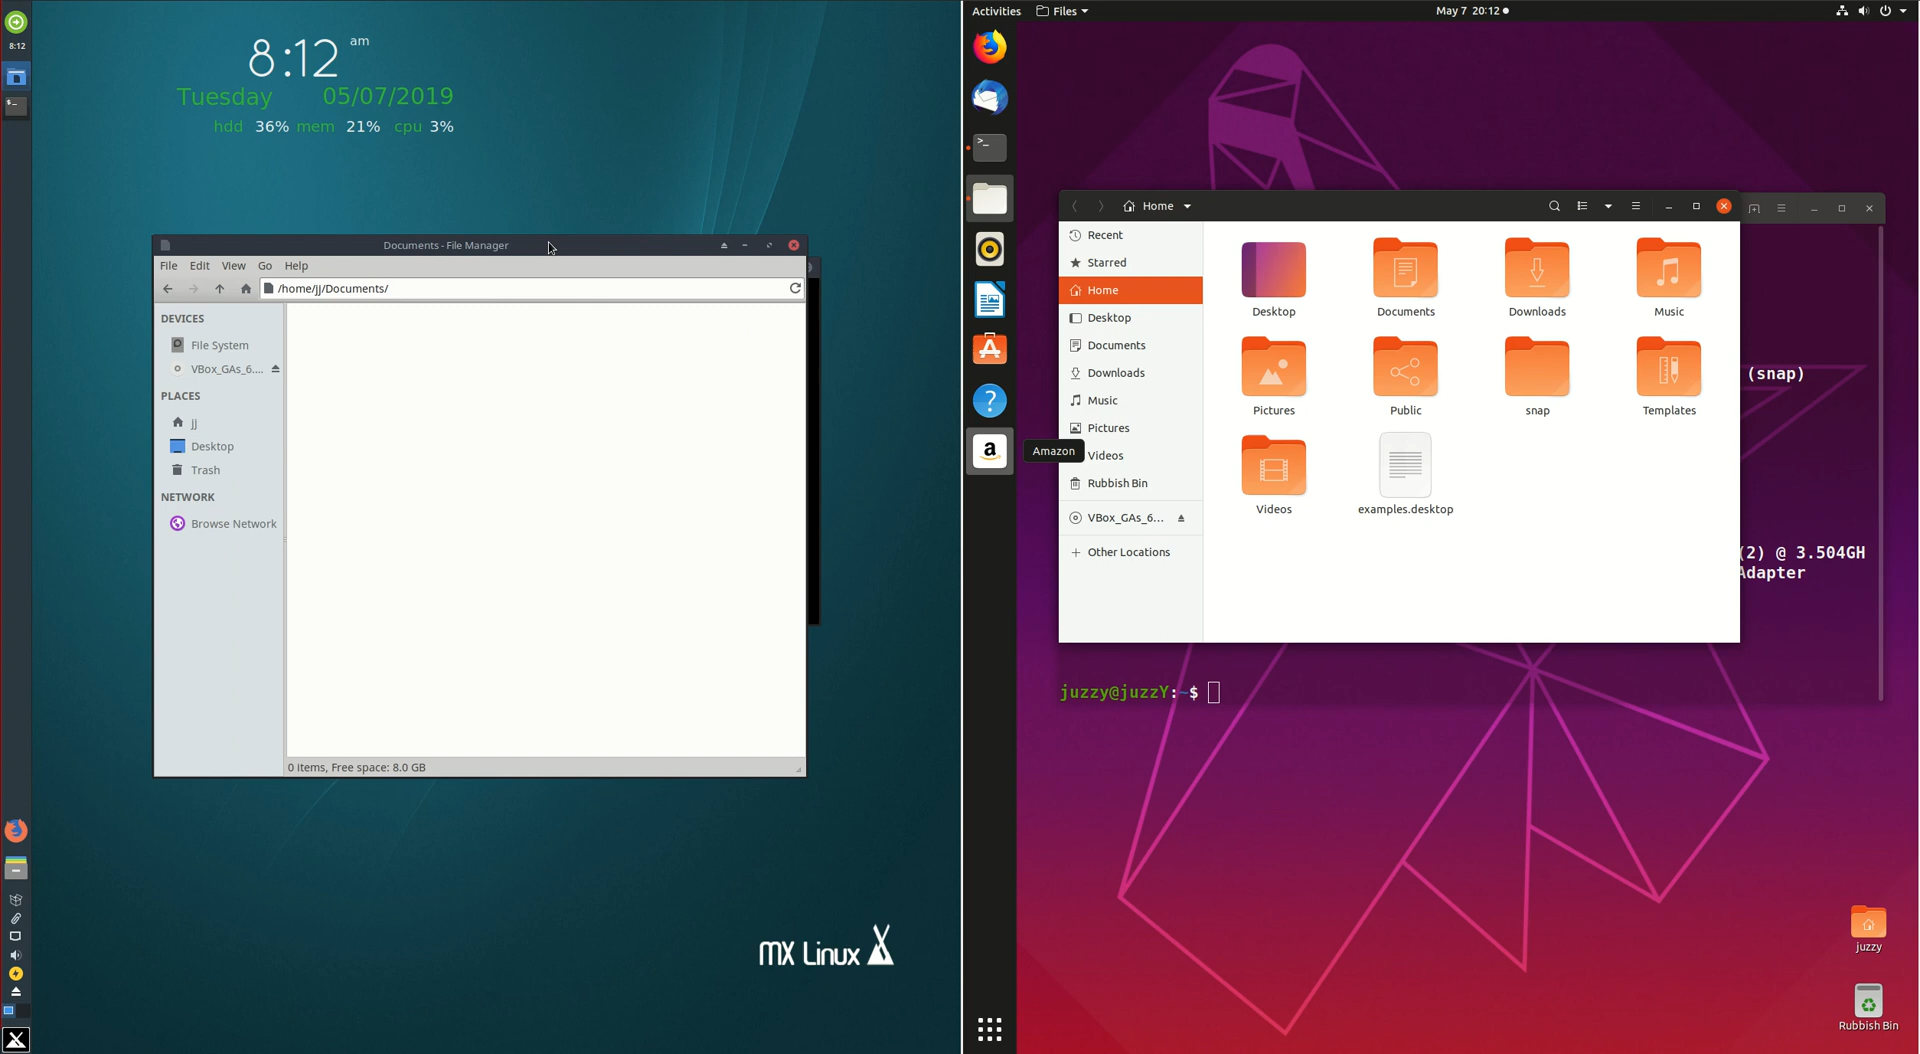 8:12
8:12 am
Tuesday 05/07/2019
hdd 36% mem 21% cpu 3%
Documents - File Manager
File Edit View Go Help
/home/jj/Documents/
DEVICES
File System
VBox_GAs_6....
PLACES
jj
Desktop
Trash
NETWORK
Browse Network
0 items, Free space: 8.0 GB
MX Linux
Activities Files May 7 20:12
Home
Recent
Starred
Home
Desktop
Documents
Downloads
Music
Pictures
Videos
Rubbish Bin
VBox_GAs_6...
Other Locations
Amazon
Desktop Documents Downloads Music
Pictures Public snap Templates
Videos examples.desktop
(snap)
(2) @ 3.504GH
Adapter
juzzy@juzzY:~$
juzzy
Rubbish Bin